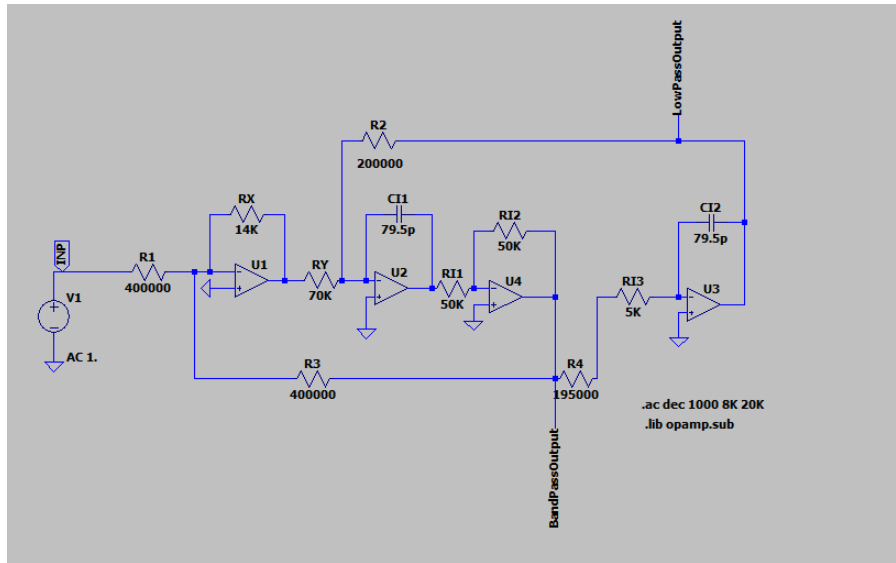 LowPassOutput
R2
200000
RX
14K
CI1
79.5p
RI2
50K
CI2
79.5p
INP
R1
400000
U1
RY
70K
U2
RI1
50K
U4
RI3
5K
U3
V1
AC 1.
R3
400000
R4
195000
.ac dec 1000 8K 20K
.lib opamp.sub
BandPassOutput